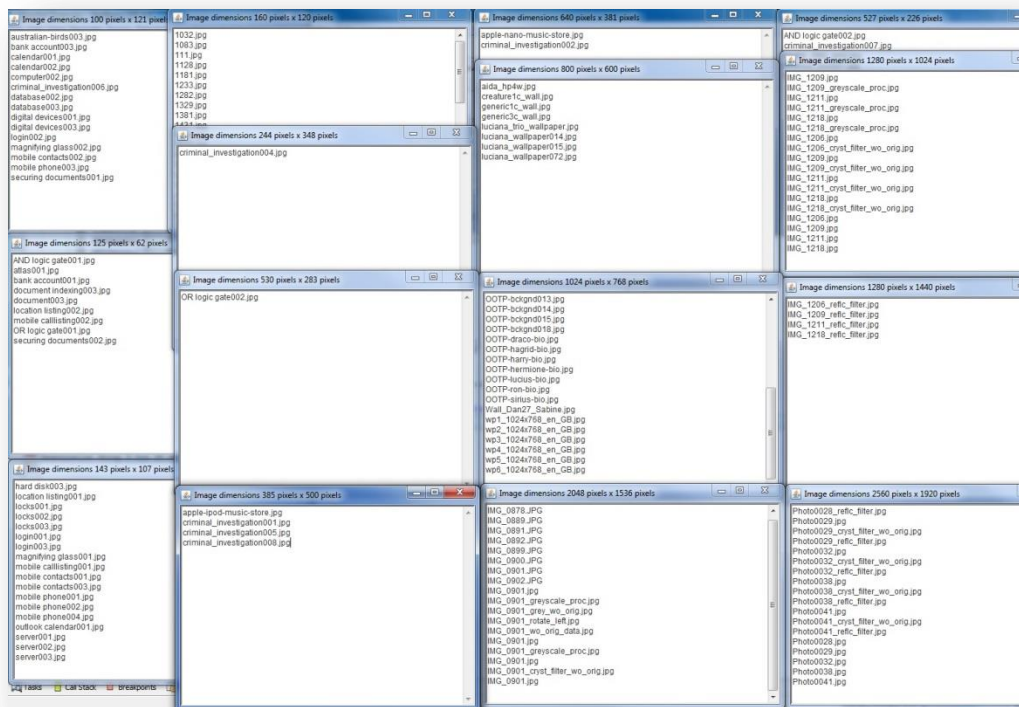 Image dimensions 100 pixels x 121 pixels
australian-birds003.jpg
bank account003.jpg
calendar001.jpg
calendar002.jpg
computer002.jpg
criminal_investigation006.jpg
database002.jpg
database003.jpg
digital devices001.jpg
digital devices003.jpg
login002.jpg
magnifying glass002.jpg
mobile contacts002.jpg
mobile phone003.jpg
securing documents001.jpg
Image dimensions 125 pixels x 62 pixels
AND logic gate001.jpg
atlas001.jpg
bank account001.jpg
document indexing003.jpg
document003.jpg
location listing002.jpg
mobile calllisting002.jpg
OR logic gate001.jpg
securing documents002.jpg
Image dimensions 143 pixels x 107 pixels
hard disk003.jpg
location listing001.jpg
locks001.jpg
locks002.jpg
locks003.jpg
login001.jpg
login003.jpg
magnifying glass001.jpg
mobile calllisting001.jpg
mobile contacts001.jpg
mobile contacts003.jpg
mobile phone001.jpg
mobile phone002.jpg
mobile phone004.jpg
outlook calendar001.jpg
server001.jpg
server002.jpg
server003.jpg
Tasks Call Stack Breakpoints
Image dimensions 160 pixels x 120 pixels
1032.jpg
1083.jpg
111.jpg
1128.jpg
1181.jpg
1233.jpg
1282.jpg
1329.jpg
1381.jpg
Image dimensions 244 pixels x 348 pixels
criminal_investigation004.jpg
Image dimensions 530 pixels x 283 pixels
OR logic gate002.jpg
Image dimensions 385 pixels x 500 pixels
apple-ipod-music-store.jpg
criminal_investigation001.jpg
criminal_investigation005.jpg
criminal_investigation008.jpg
Image dimensions 640 pixels x 381 pixels
apple-nano-music-store.jpg
criminal_investigation002.jpg
Image dimensions 800 pixels x 600 pixels
aida_hp4w.jpg
creature1c_wall.jpg
generic1c_wall.jpg
generic3c_wall.jpg
luciana_trio_wallpaper.jpg
luciana_wallpaper014.jpg
luciana_wallpaper015.jpg
luciana_wallpaper072.jpg
Image dimensions 1024 pixels x 768 pixels
OOTP-bckgnd013.jpg
OOTP-bckgnd014.jpg
OOTP-bckgnd015.jpg
OOTP-bckgnd018.jpg
OOTP-draco-bio.jpg
OOTP-hagrid-bio.jpg
OOTP-harry-bio.jpg
OOTP-hermione-bio.jpg
OOTP-lucius-bio.jpg
OOTP-ron-bio.jpg
OOTP-sirius-bio.jpg
Wall_Dan27_Sabine.jpg
wp1_1024x768_en_GB.jpg
wp2_1024x768_en_GB.jpg
wp3_1024x768_en_GB.jpg
wp4_1024x768_en_GB.jpg
wp5_1024x768_en_GB.jpg
wp6_1024x768_en_GB.jpg
Image dimensions 2048 pixels x 1536 pixels
IMG_0878.JPG
IMG_0889.JPG
IMG_0891.JPG
IMG_0892.JPG
IMG_0899.JPG
IMG_0900.JPG
IMG_0901.JPG
IMG_0902.JPG
IMG_0901.jpg
IMG_0901_greyscale_proc.jpg
IMG_0901_grey_wo_orig.jpg
IMG_0901_rotate_left.jpg
IMG_0901_wo_orig_data.jpg
IMG_0901.jpg
IMG_0901_greyscale_proc.jpg
IMG_0901.jpg
IMG_0901_cryst_filter_wo_orig.jpg
IMG_0901.jpg
Image dimensions 527 pixels x 226 pixels
AND logic gate002.jpg
criminal_investigation007.jpg
Image dimensions 1280 pixels x 1024 pixels
IMG_1209.jpg
IMG_1209_greyscale_proc.jpg
IMG_1211.jpg
IMG_1211_greyscale_proc.jpg
IMG_1218.jpg
IMG_1218_greyscale_proc.jpg
IMG_1206.jpg
IMG_1206_cryst_filter_wo_orig.jpg
IMG_1209.jpg
IMG_1209_cryst_filter_wo_orig.jpg
IMG_1211.jpg
IMG_1211_cryst_filter_wo_orig.jpg
IMG_1218.jpg
IMG_1218_cryst_filter_wo_orig.jpg
IMG_1206.jpg
IMG_1209.jpg
IMG_1211.jpg
IMG_1218.jpg
Image dimensions 1280 pixels x 1440 pixels
IMG_1206_reflc_filter.jpg
IMG_1209_reflc_filter.jpg
IMG_1211_reflc_filter.jpg
IMG_1218_reflc_filter.jpg
Image dimensions 2560 pixels x 1920 pixels
Photo0028_reflc_filter.jpg
Photo0029.jpg
Photo0029_cryst_filter_wo_orig.jpg
Photo0029_reflc_filter.jpg
Photo0032.jpg
Photo0032_cryst_filter_wo_orig.jpg
Photo0032_reflc_filter.jpg
Photo0038.jpg
Photo0038_cryst_filter_wo_orig.jpg
Photo0038_reflc_filter.jpg
Photo0041.jpg
Photo0041_cryst_filter_wo_orig.jpg
Photo0041_reflc_filter.jpg
Photo0028.jpg
Photo0029.jpg
Photo0032.jpg
Photo0038.jpg
Photo0041.jpg